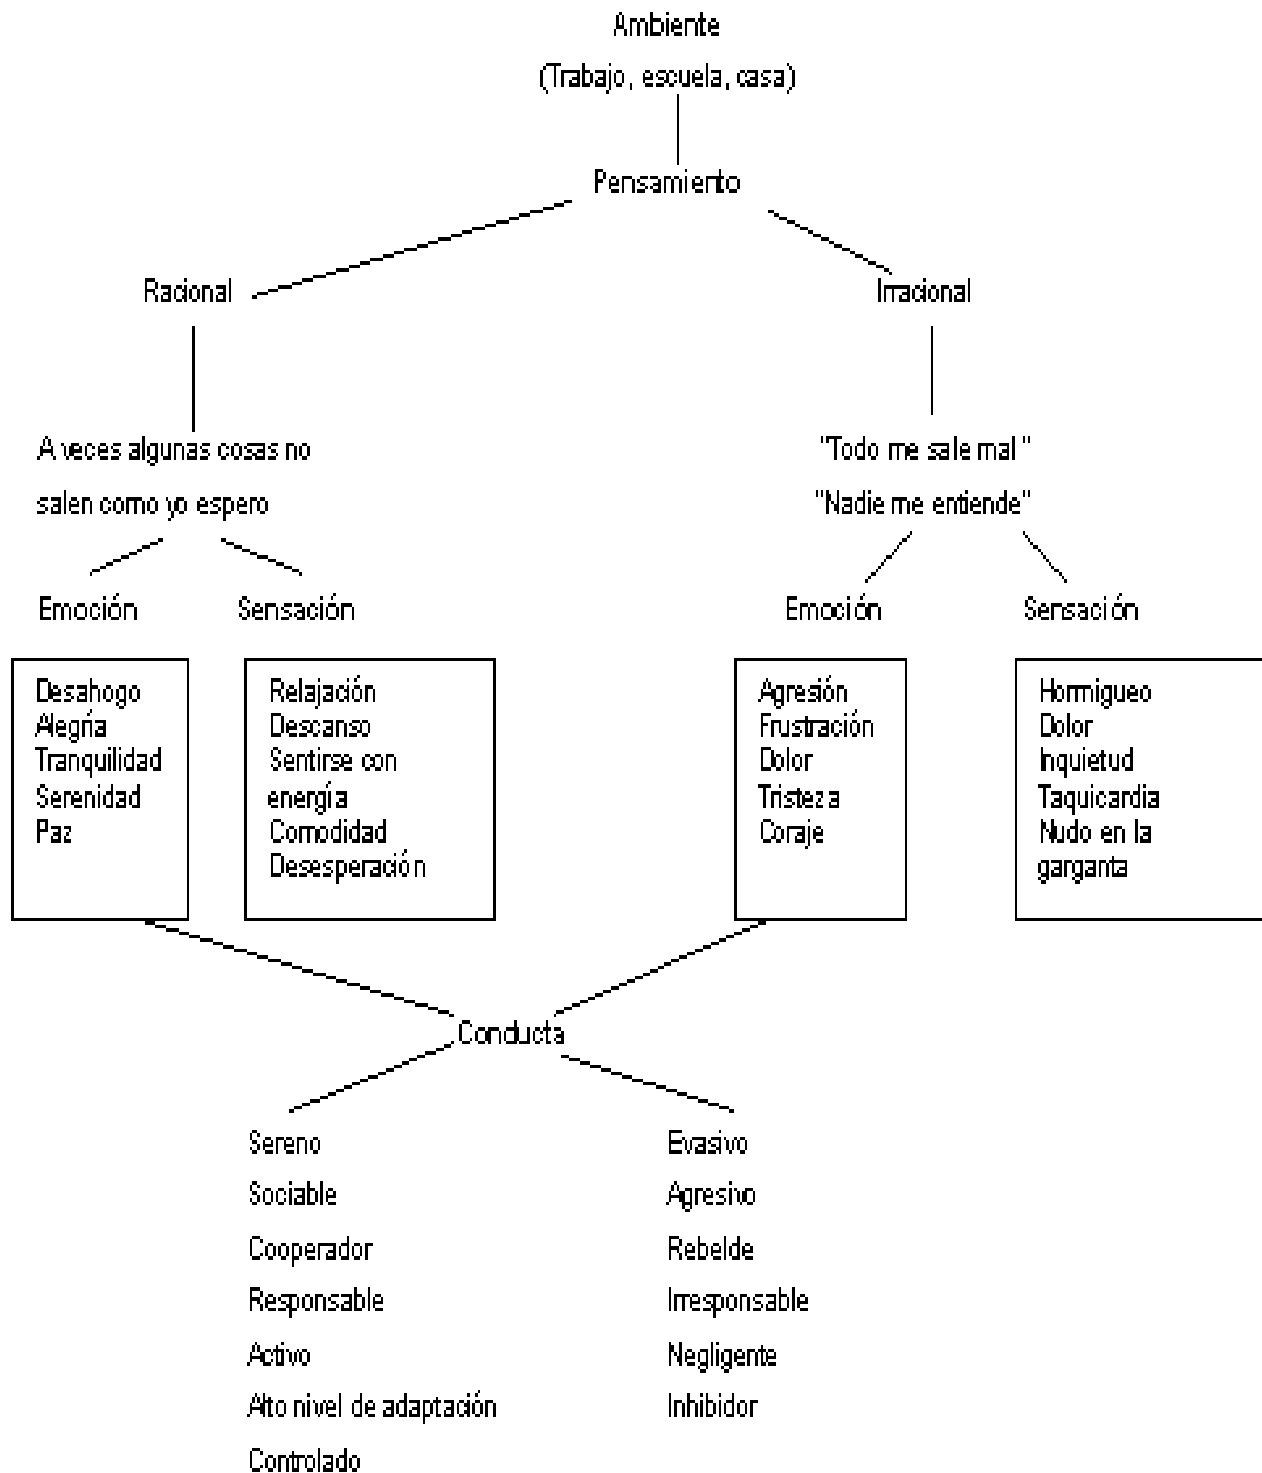 Ambiente
(Trabajo, escuela, casa)
Pensamiento
Racional
Irracional
A veces algunas cosas no
salen como yo espero
"Todo me sale mal"
"Nadie me entiende"
Emoción
Sensación
Emoción
Sensación
Desahogo
Alegría
Tranquilidad
Serenidad
Paz
Relajación
Descanso
Sentirse con
energía
Comodidad
Desesperación
Agresión
Frustración
Dolor
Tristeza
Coraje
Hormigueo
Dolor
Inquietud
Taquicardia
Nudo en la
garganta
Conducta
Sereno
Sociable
Cooperador
Responsable
Activo
Alto nivel de adaptación
Controlado
Evasivo
Agresivo
Rebelde
Irresponsable
Negligente
Inhibidor